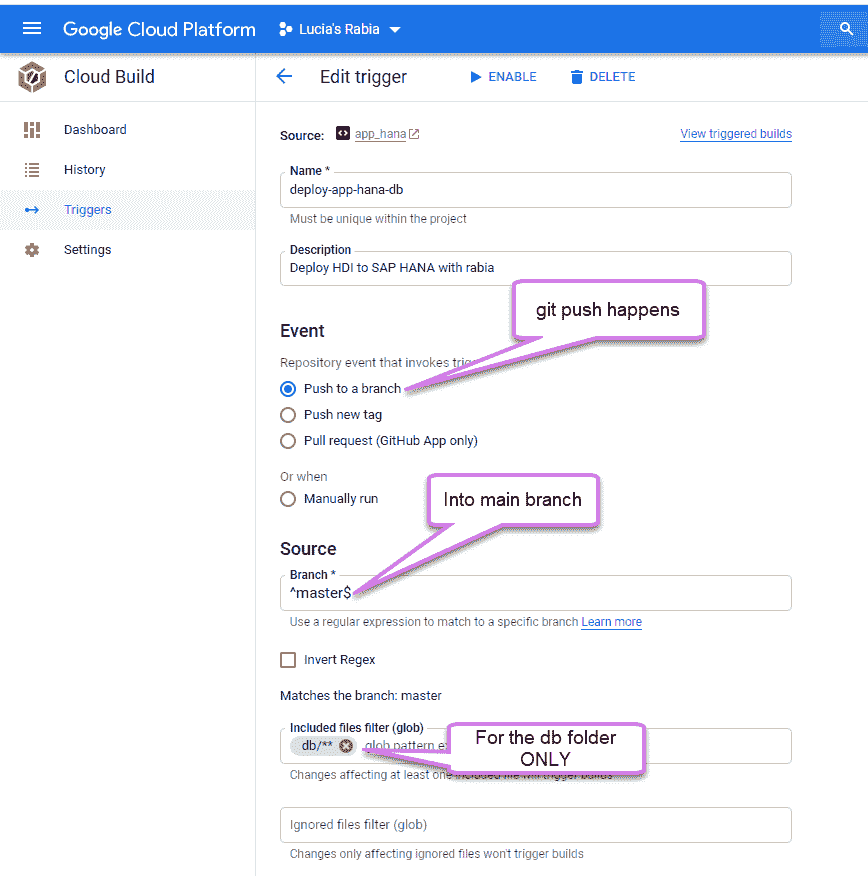 Google Cloud Platform
Lucia's Rabia
Cloud Build
Edit trigger
ENABLE
DELETE
Dashboard
History
Triggers
Settings
Source: app_hana
View triggered builds
Name *
deploy-app-hana-db
Must be unique within the project
Description
Deploy HDI to SAP HANA with rabia
git push happens
Event
Repository event that invokes
Push to a branch
Push new tag
Pull request (GitHub App only)
Or when
Manually run
Into main branch
Source
Branch *
^master$
Use a regular expression to match to a specific branch Learn more
Invert Regex
Matches the branch: master
Included files filter (glob)
db/** glob pattern
For the db folder
ONLY
Changes affecting at least one included file will trigger builds
Ignored files filter (glob)
Changes only affecting ignored files won't trigger builds